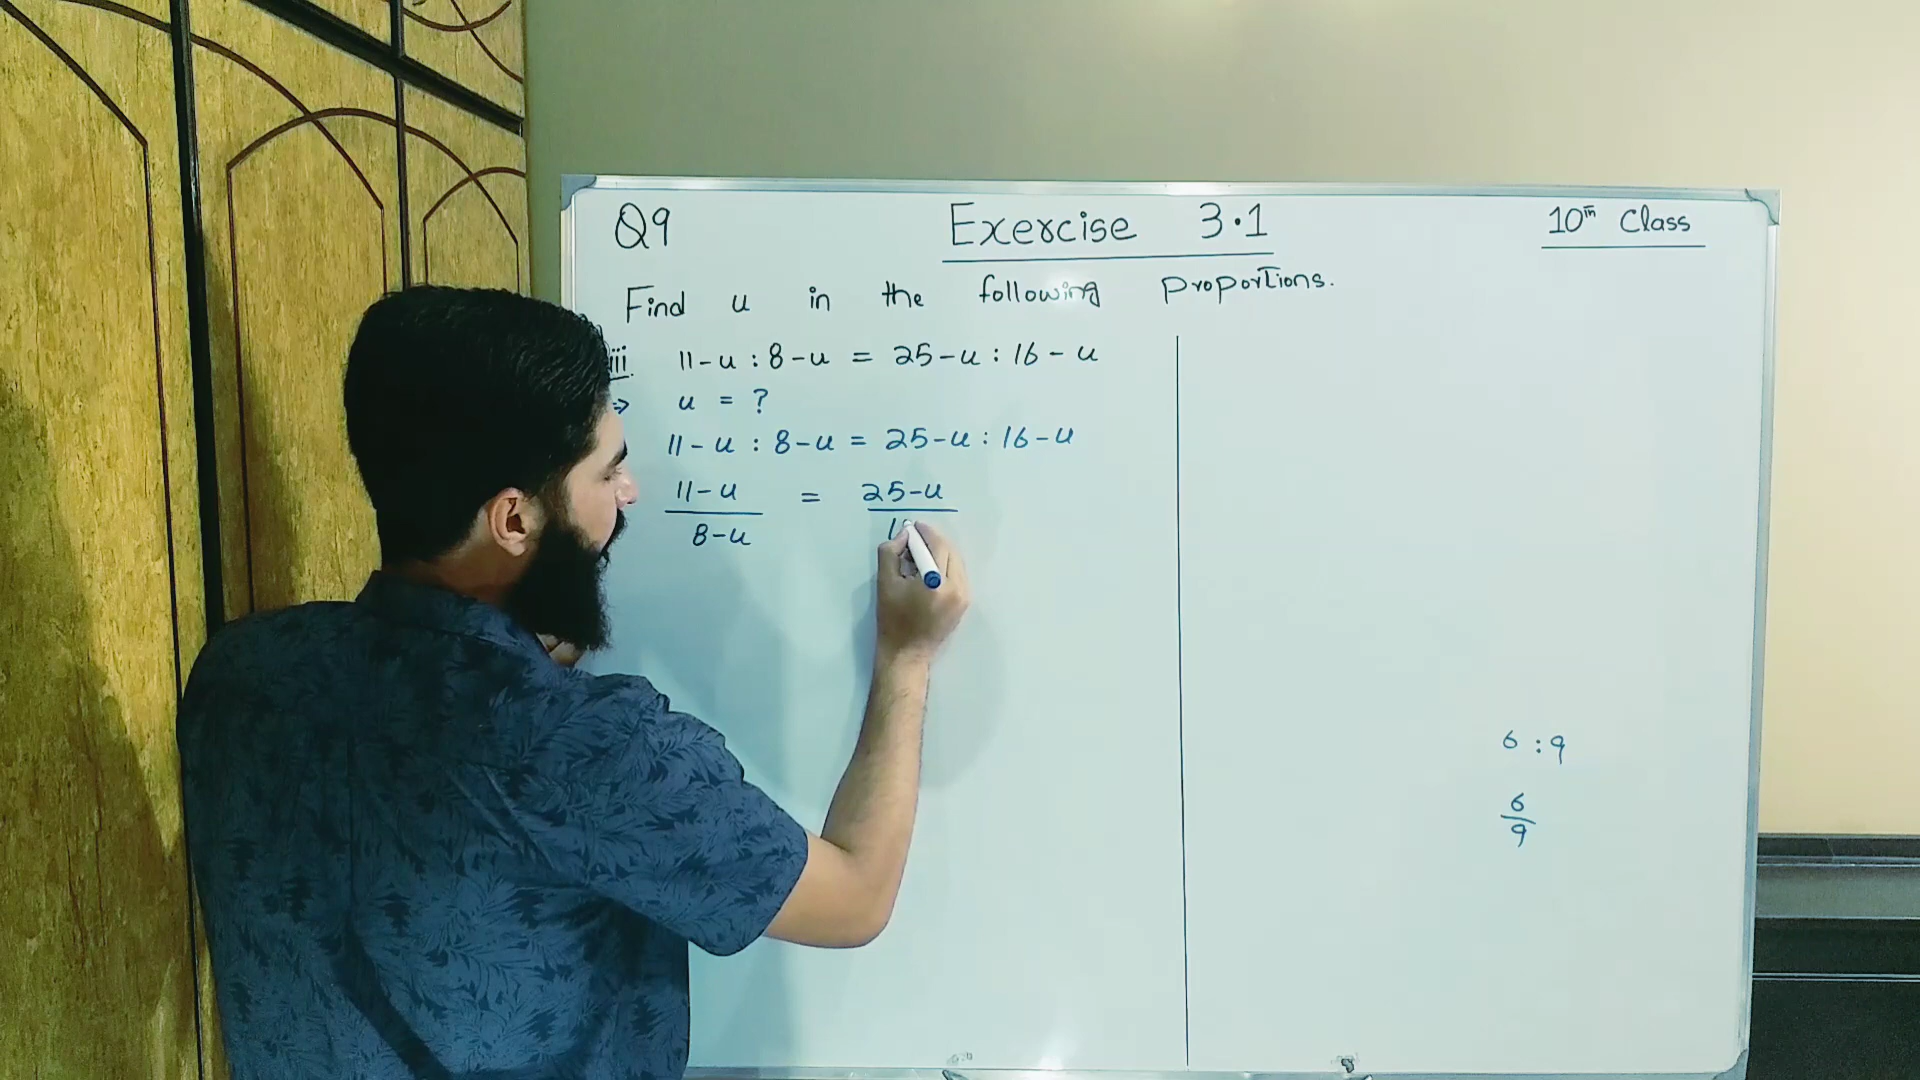 Q9 Exercise 3.1 10th Class
Find u in the following proportions.
iii. 11-u : 8-u = 25-u : 16-u
⇒ u = ?
11-u : 8-u = 25-u : 16-u
11-u = 25-u
8-u 1
6 : 9
6
9